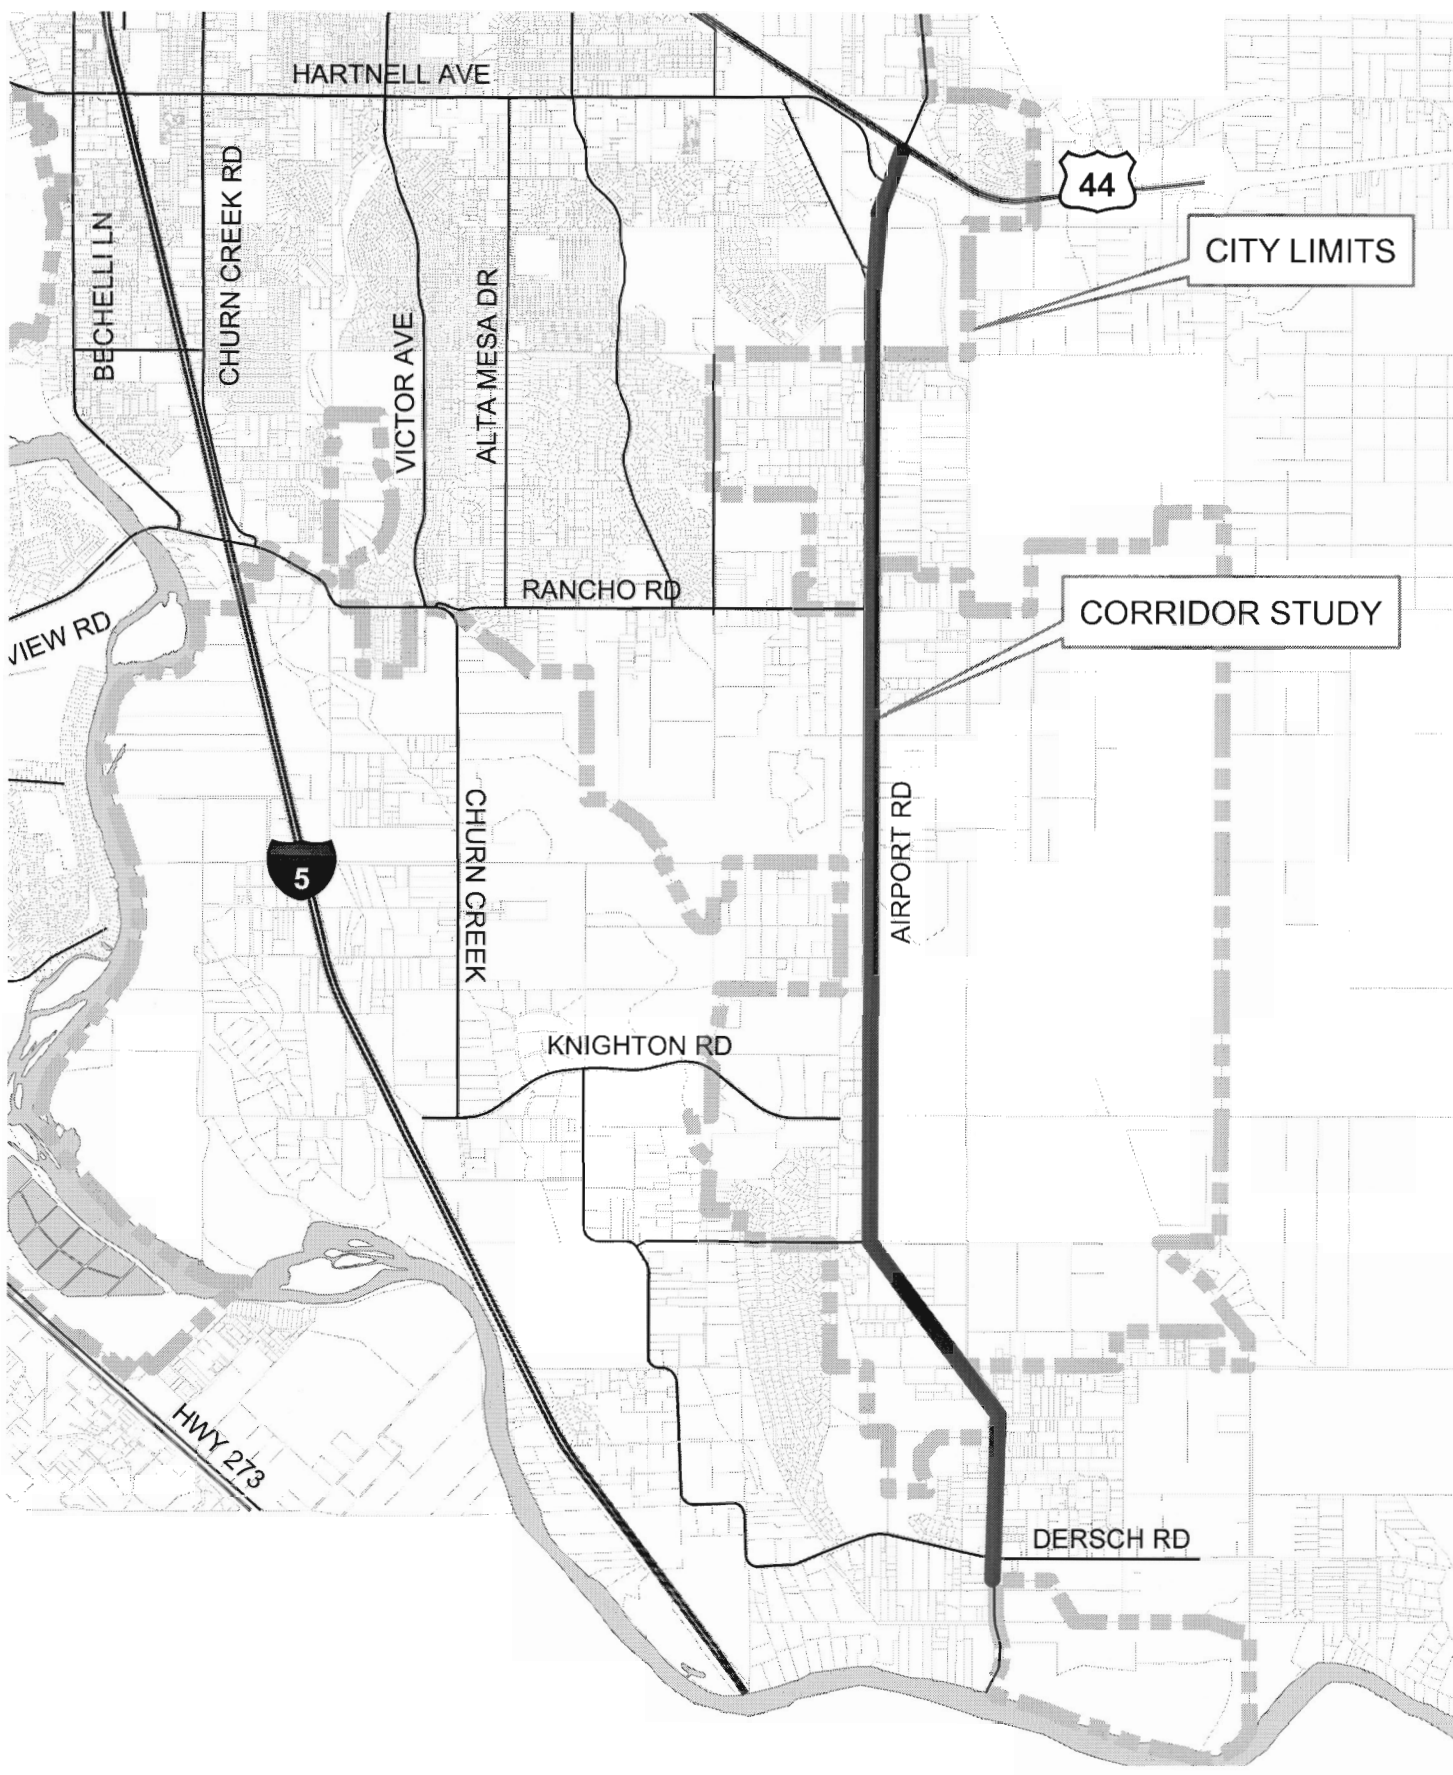 HARTNELL AVE
44
CITY LIMITS
BECHELLI LN
CHURN CREEK RD
VICTOR AVE
ALTA MESA DR
RANCHO RD
CORRIDOR STUDY
VIEW RD
5
CHURN CREEK
AIRPORT RD
KNIGHTON RD
HWY 273
DERSCH RD